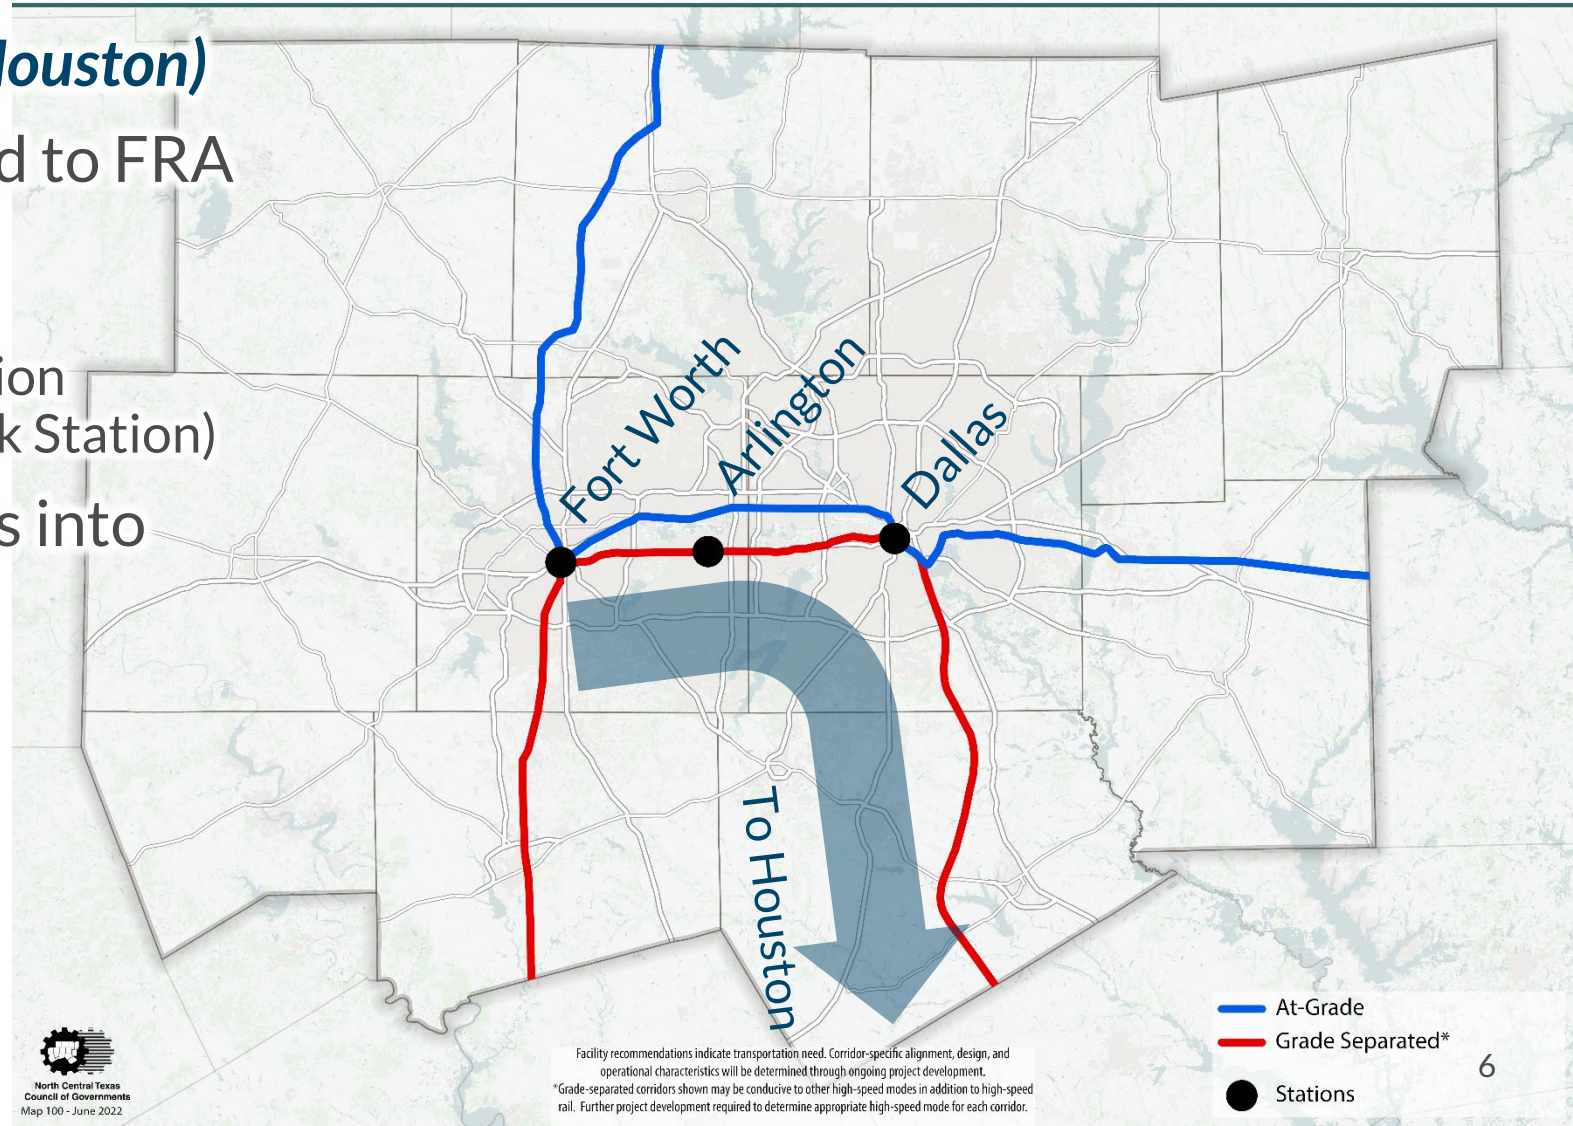 Houston)
d to FRA
ion
k Station)
s into
Fort Worth
Arlington
Dallas
To Houston
At-Grade
Grade Separated*
Stations
6
North Central Texas
Council of Governments
Map 100 - June 2022
Facility recommendations indicate transportation need. Corridor-specific alignment, design, and
operational characteristics will be determined through ongoing project development.
*Grade-separated corridors shown may be conducive to other high-speed modes in addition to high-speed
rail. Further project development required to determine appropriate high-speed mode for each corridor.